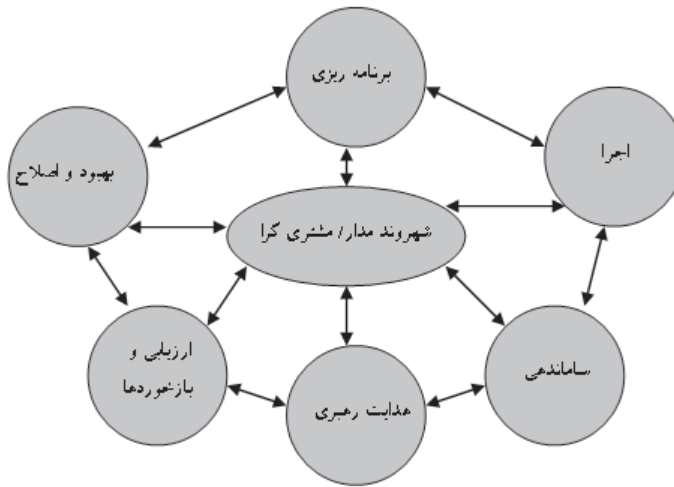 برنامه ریزی
اجرا
بهبود و اصلاح
شهروند مدار/ مشتری گرا
ارزیابی و
بازخوردها
ساماندهی
هدایت رهبری